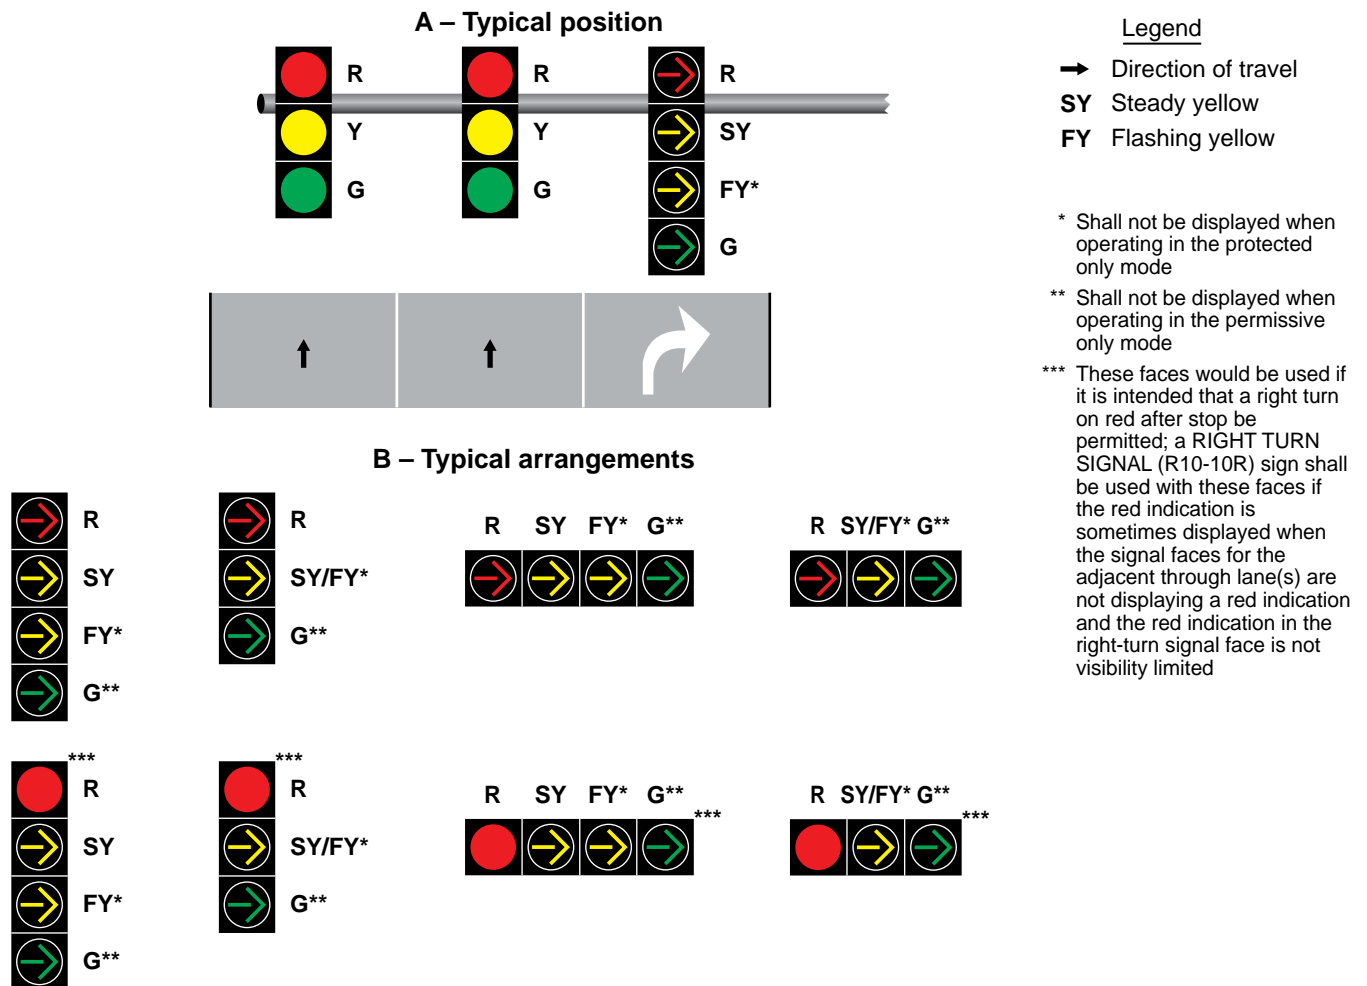 A – Typical position
R
Y
G
R
Y
G
R
SY
FY*
G
Legend
Direction of travel
SY Steady yellow
FY Flashing yellow
* Shall not be displayed when
operating in the protected
only mode
** Shall not be displayed when
operating in the permissive
only mode
*** These faces would be used if
it is intended that a right turn
on red after stop be
permitted; a RIGHT TURN
SIGNAL (R10-10R) sign shall
be used with these faces if
the red indication is
sometimes displayed when
the signal faces for the
adjacent through lane(s) are
not displaying a red indication
and the red indication in the
right-turn signal face is not
visibility limited
B – Typical arrangements
R
SY
FY*
G**
R
SY/FY*
G**
R SY FY* G**
R SY/FY* G**
***
R
SY
FY*
G**
***
R
SY/FY*
G**
R SY FY* G**
***
R SY/FY* G**
***